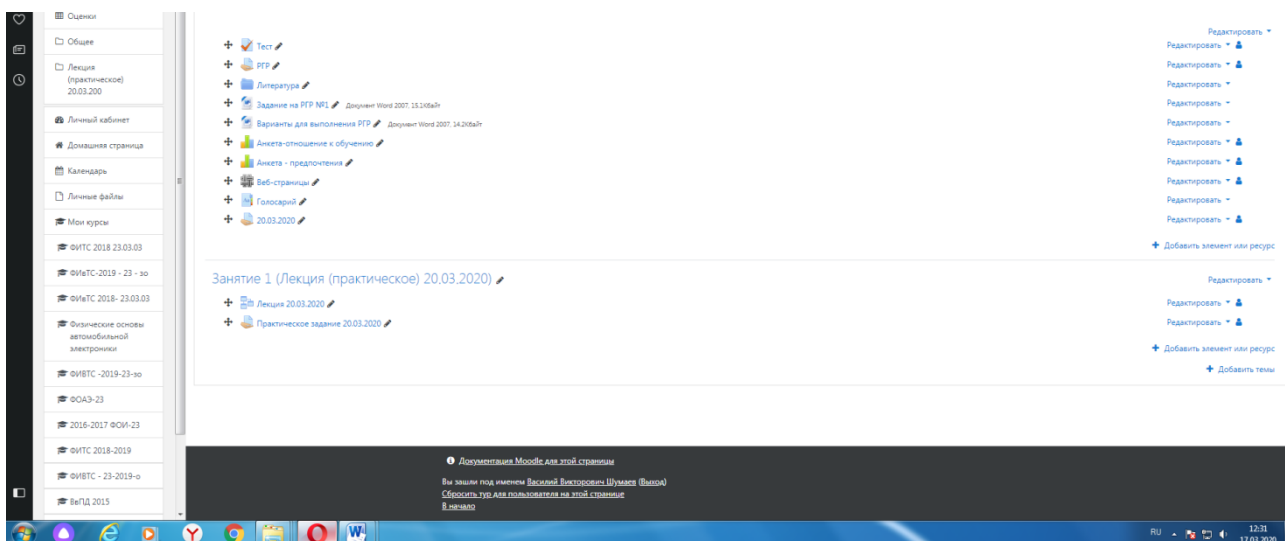 Оценки
Общее
Лекция
(практическое)
20.03.200
Личный кабинет
Домашняя страница
Календарь
Личные файлы
Мои курсы
ФИТС 2018 23.03.03
ФИвТС-2019 - 23 - зо
ФИвТС 2018- 23.03.03
Физические основы
автомобильной
электроники
ФИВТС -2019-23-зо
ФОАЭ-23
2016-2017 ФОИ-23
ФИТС 2018-2019
ФИВТС - 23-2019-о
ВвПД 2015
Редактировать
Тест Редактировать
РГР Редактировать
Литература Редактировать
Задание на РГР №1 Документ Word 2007, 15.1Кбайт Редактировать
Варианты для выполнения РГР Документ Word 2007, 14.2Кбайт Редактировать
Анкета-отношение к обучению Редактировать
Анкета - предпочтения Редактировать
Веб-страницы Редактировать
Голосарий Редактировать
20.03.2020 Редактировать
Добавить элемент или ресурс
Занятие 1 (Лекция (практическое) 20.03.2020) Редактировать
Лекция 20.03.2020 Редактировать
Практическое задание 20.03.2020 Редактировать
Добавить элемент или ресурс
Добавить темы
Документация Moodle для этой страницы
Вы зашли под именем Василий Викторович Шумаев (Выход)
Сбросить тур для пользователя на этой странице
В начало
RU 12:31
17.03.2020